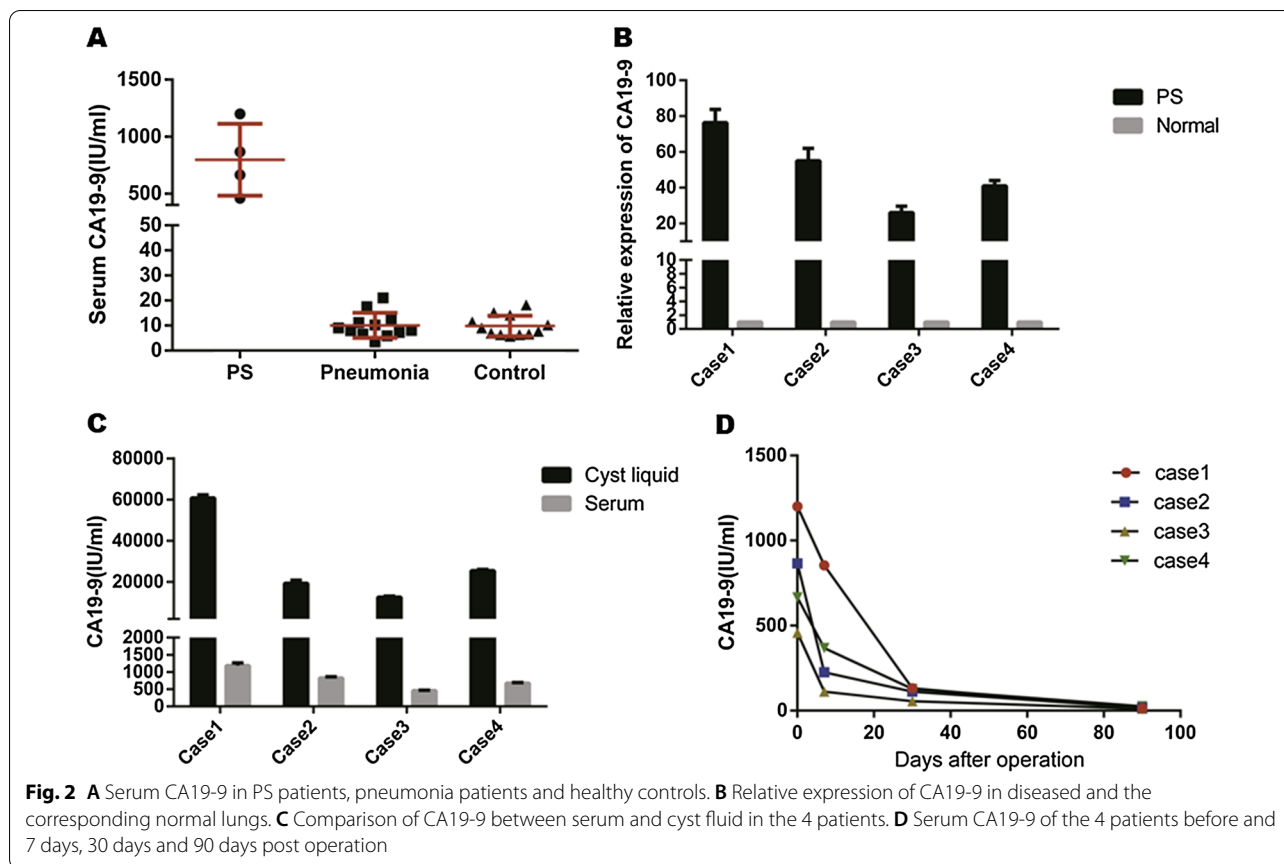 A
Serum CA19-9(IU/ml)
1500
1000
500
50
40
30
20
10
0
PS
Pneumonia
Control
B
Relative expression of CA19-9
100
80
60
40
20
10
8
6
4
2
0
Case1
Case2
Case3
Case4
PS
Normal
C
CA19-9(IU/ml)
80000
60000
40000
20000
2000
1500
1000
500
0
Case1
Case2
Case3
Case4
Cyst liquid
Serum
D
CA19-9(IU/ml)
1500
1000
500
0
0
20
40
60
80
100
Days after operation
case1
case2
case3
case4
Fig. 2 A Serum CA19-9 in PS patients, pneumonia patients and healthy controls. B Relative expression of CA19-9 in diseased and the
corresponding normal lungs. C Comparison of CA19-9 between serum and cyst fluid in the 4 patients. D Serum CA19-9 of the 4 patients before and
7 days, 30 days and 90 days post operation